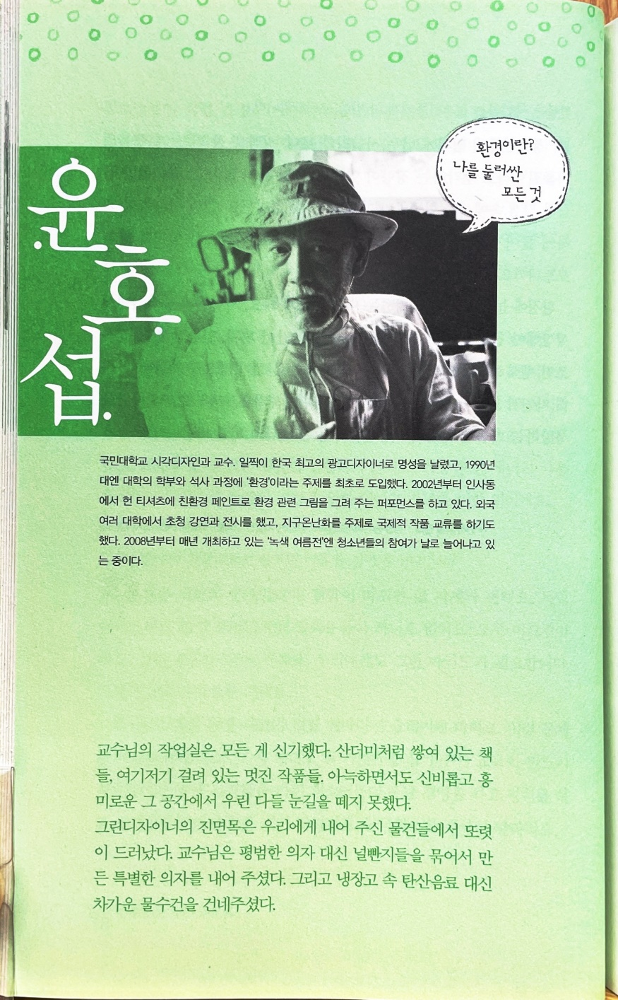 환경이란?
나를 둘러싼
모든 것
윤
호
섭
국민대학교 시각디자인과 교수. 일찍이 한국 최고의 광고디자이너로 명성을 날렸고, 1990년
대엔 대학의 학부와 석사 과정에 '환경'이라는 주제를 최초로 도입했다. 2002년부터 인사동
에서 헌 티셔츠에 친환경 페인트로 환경 관련 그림을 그려 주는 퍼포먼스를 하고 있다. 외국
여러 대학에서 초청 강연과 전시를 했고, 지구온난화를 주제로 국제적 작품 교류를 하기도
했다. 2008년부터 매년 개최하고 있는 '녹색 여름전'엔 청소년들의 참여가 날로 늘어나고 있
는 중이다.
교수님의 작업실은 모든 게 신기했다. 산더미처럼 쌓여 있는 책
들, 여기저기 걸려 있는 멋진 작품들. 아늑하면서도 신비롭고 흥
미로운 그 공간에서 우린 다들 눈길을 떼지 못했다.
그린디자이너의 진면목은 우리에게 내어 주신 물건들에서 또렷
이 드러났다. 교수님은 평범한 의자 대신 널빤지들을 묶어서 만
든 특별한 의자를 내어 주셨다. 그리고 냉장고 속 탄산음료 대신
차가운 물수건을 건네주셨다.